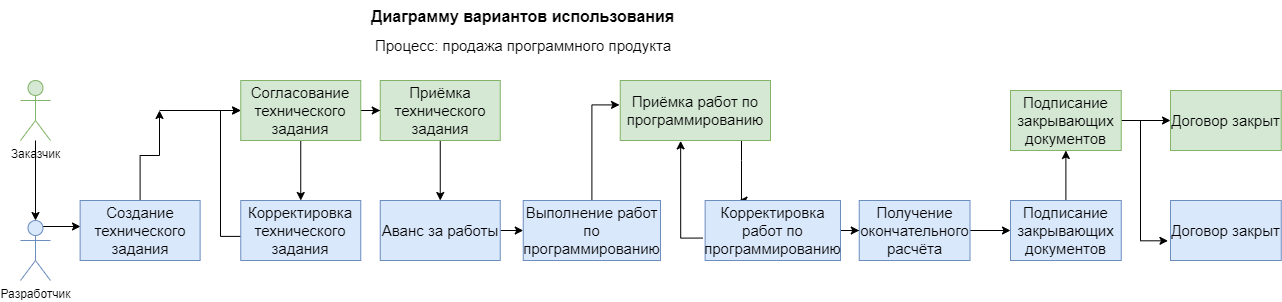 Диаграмму вариантов использования
Процесс: продажа программного продукта
Заказчик
Согласование
технического
задания
Приёмка
технического
задания
Приёмка работ по
программированию
Подписание
закрывающих
документов
Договор закрыт
Разработчик
Создание
технического
задания
Корректировка
технического
задания
Аванс за работы
Выполнение работ
по
программированию
Корректировка
работ по
программированию
Получение
окончательного
расчёта
Подписание
закрывающих
документов
Договор закрыт